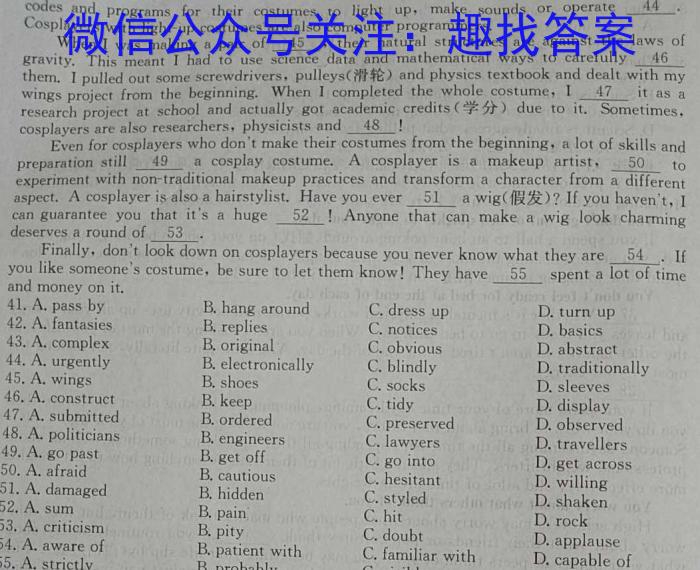 codes and programs for their costumes to light up, make sounds or operate 44 .
微信公众号关注：趣找答案
gravity. This meant I had to use science data and mathematical ways to carefully 46
them. I pulled out some screwdrivers, pulleys(滑轮) and physics textbook and dealt with my
wings project from the beginning. When I completed the whole costume, I 47 it as a
research project at school and actually got academic credits(学分) due to it. Sometimes,
cosplayers are also researchers, physicists and 48 !
Even for cosplayers who don't make their costumes from the beginning, a lot of skills and
preparation still 49 a cosplay costume. A cosplayer is a makeup artist, 50 to
experiment with non-traditional makeup practices and transform a character from a different
aspect. A cosplayer is also a hairstylist. Have you ever 51 a wig(假发)? If you haven't, I
can guarantee you that it's a huge 52 ! Anyone that can make a wig look charming
deserves a round of 53 .
Finally, don't look down on cosplayers because you never know what they are 54 . If
you like someone's costume, be sure to let them know! They have 55 spent a lot of time
and money on it.
41. A. pass by B. hang around C. dress up D. turn up
42. A. fantasies B. replies C. notices D. basics
43. A. complex B. original C. obvious D. abstract
44. A. urgently B. electronically C. blindly D. traditionally
45. A. wings B. shoes C. socks D. sleeves
46. A. construct B. keep C. tidy D. display
47. A. submitted B. ordered C. preserved D. observed
48. A. politicians B. engineers C. lawyers D. travellers
49. A. go past B. get off C. go into D. get across
50. A. afraid B. cautious C. hesitant D. willing
51. A. damaged B. hidden C. styled D. shaken
52. A. sum B. pain C. hit D. rock
53. A. criticism B. pity C. doubt D. applause
54. A. aware of B. patient with C. familiar with D. capable of
55. A. strictly B. probably